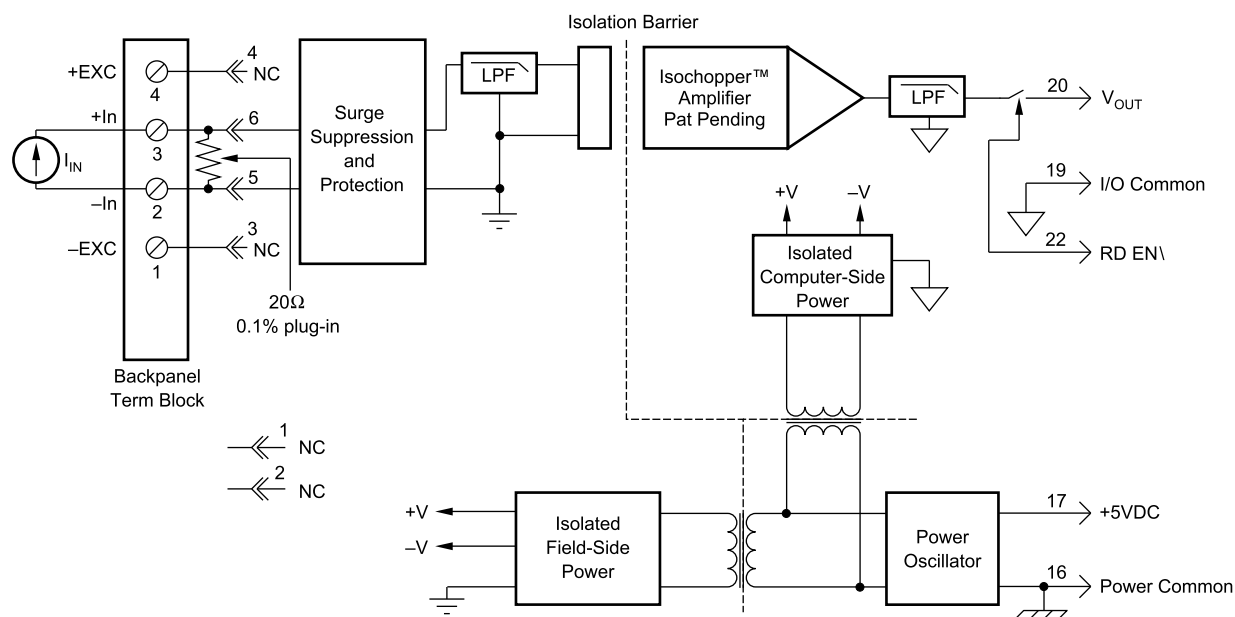 Isolation Barrier
+EXC
4
NC
4
+In
6
3
I_IN
–In
5
2
–EXC
3
NC
1
20Ω
0.1% plug-in
Backpanel
Term Block
Surge
Suppression
and
Protection
LPF
Isochopper™
Amplifier
Pat Pending
LPF
20
V_OUT
19
I/O Common
22
RD EN\
+V
–V
Isolated
Computer-Side
Power
1
NC
2
NC
+V
–V
Isolated
Field-Side
Power
Power
Oscillator
17
+5VDC
16
Power Common